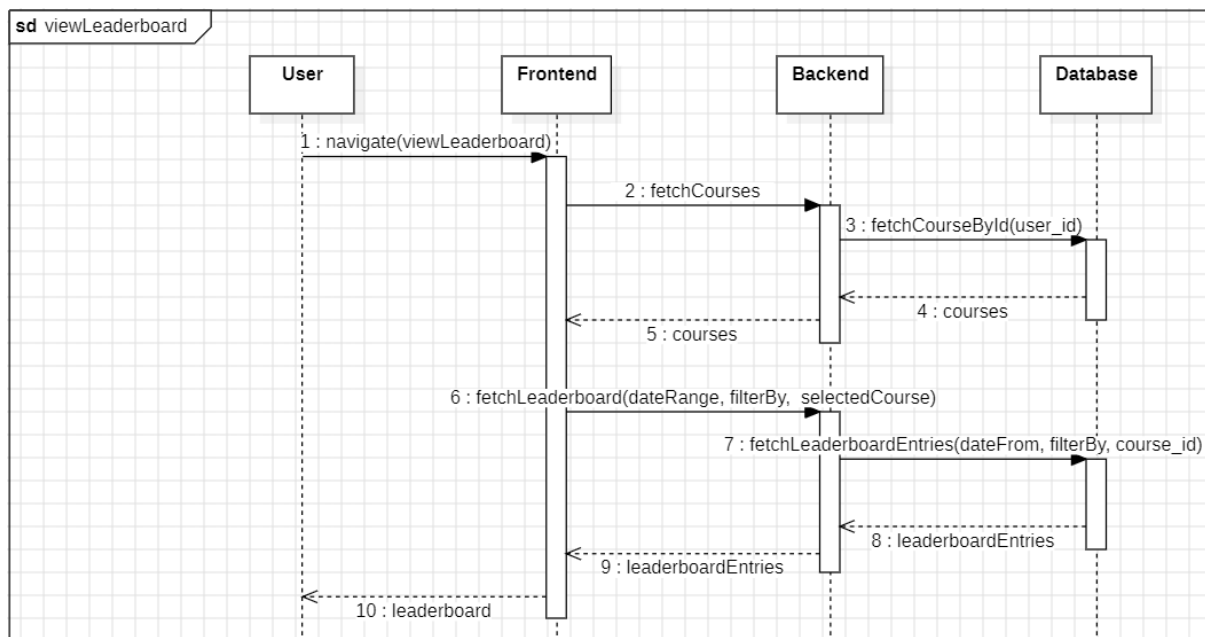 sd viewLeaderboard
User
Frontend
Backend
Database
1 : navigate(viewLeaderboard)
2 : fetchCourses
3 : fetchCourseById(user_id)
4 : courses
5 : courses
6 : fetchLeaderboard(dateRange, filterBy,  selectedCourse)
7 : fetchLeaderboardEntries(dateFrom, filterBy, course_id)
8 : leaderboardEntries
9 : leaderboardEntries
10 : leaderboard